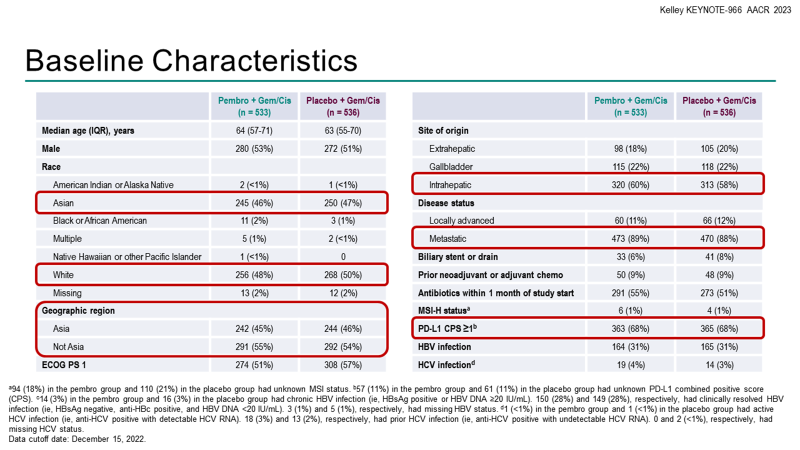 Kelley KEYNOTE-966 AACR 2023
Baseline Characteristics
Pembro + Gem/Cis (n = 533) Placebo + Gem/Cis (n = 536)
Median age (IQR), years 64 (57-71) 63 (55-70)
Male 280 (53%) 272 (51%)
Race
American Indian or Alaska Native 2 (<1%) 1 (<1%)
Asian 245 (46%) 250 (47%)
Black or African American 11 (2%) 3 (1%)
Multiple 5 (1%) 2 (<1%)
Native Hawaiian or other Pacific Islander 1 (<1%) 0
White 256 (48%) 268 (50%)
Missing 13 (2%) 12 (2%)
Geographic region
Asia 242 (45%) 244 (46%)
Not Asia 291 (55%) 292 (54%)
ECOG PS 1 274 (51%) 308 (57%)
Pembro + Gem/Cis (n = 533) Placebo + Gem/Cis (n = 536)
Site of origin
Extrahepatic 98 (18%) 105 (20%)
Gallbladder 115 (22%) 118 (22%)
Intrahepatic 320 (60%) 313 (58%)
Disease status
Locally advanced 60 (11%) 66 (12%)
Metastatic 473 (89%) 470 (88%)
Biliary stent or drain 33 (6%) 41 (8%)
Prior neoadjuvant or adjuvant chemo 50 (9%) 48 (9%)
Antibiotics within 1 month of study start 291 (55%) 273 (51%)
MSI-H statusᵃ 6 (1%) 4 (1%)
PD-L1 CPS ≥1ᵇ 363 (68%) 365 (68%)
HBV infection 164 (31%) 165 (31%)
HCV infectionᵈ 19 (4%) 14 (3%)
ᵃ94 (18%) in the pembro group and 110 (21%) in the placebo group had unknown MSI status. ᵇ57 (11%) in the pembro group and 61 (11%) in the placebo group had unknown PD-L1 combined positive score
(CPS). ᶜ14 (3%) in the pembro group and 16 (3%) in the placebo group had chronic HBV infection (ie, HBsAg positive or HBV DNA ≥20 IU/mL). 150 (28%) and 149 (28%), respectively, had clinically resolved HBV
infection (ie, HBsAg negative, anti-HBc positive, and HBV DNA <20 IU/mL). 3 (1%) and 5 (1%), respectively, had missing HBV status. ᵈ1 (<1%) in the pembro group and 1 (<1%) in the placebo group had active
HCV infection (ie, anti-HCV positive with detectable HCV RNA). 18 (3%) and 13 (2%), respectively, had prior HCV infection (ie, anti-HCV positive with undetectable HCV RNA). 0 and 2 (<1%), respectively, had
missing HCV status.
Data cutoff date: December 15, 2022.